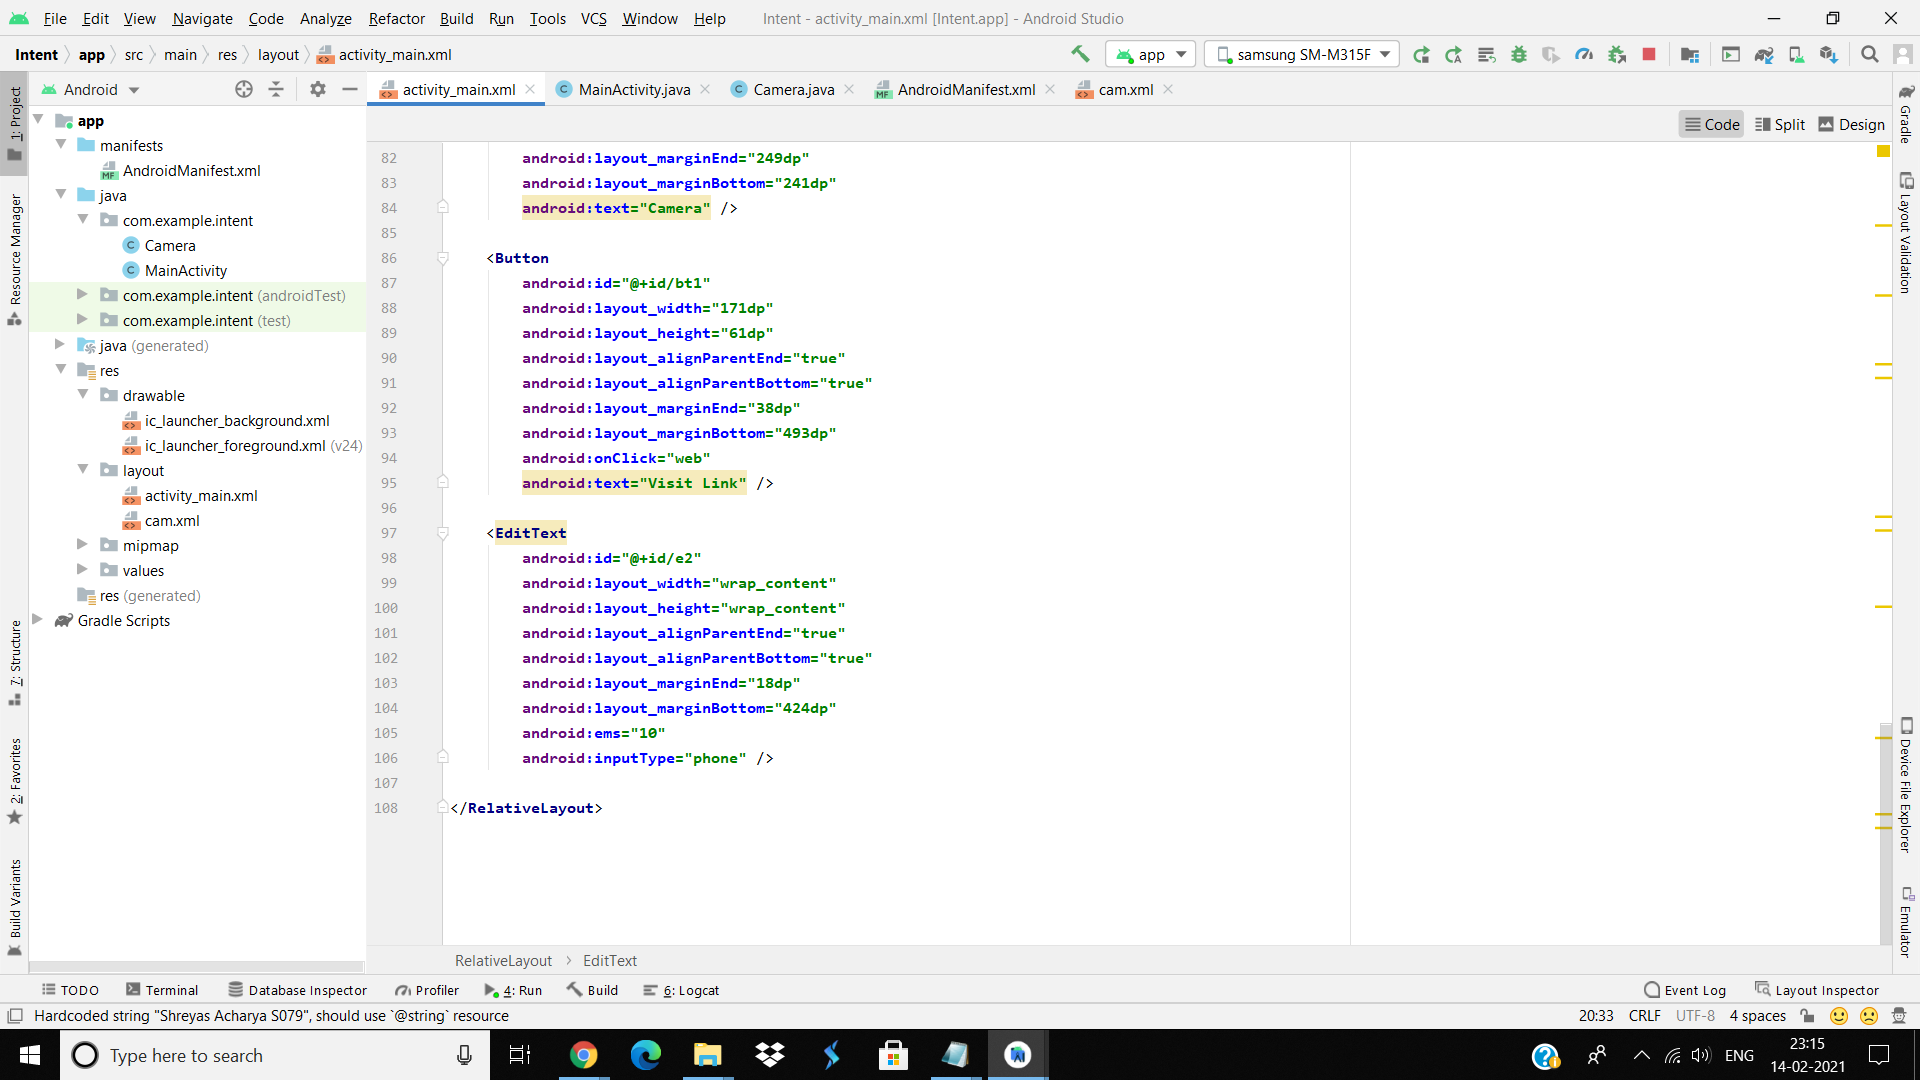 File Edit View Navigate Code Analyze Refactor Build Run Tools VCS Window Help Intent - activity_main.xml [Intent.app] - Android Studio
Intent app src main res layout activity_main.xml app samsung SM-M315F
Android activity_main.xml MainActivity.java Camera.java AndroidManifest.xml cam.xml
Code Split Design
1: Project
Resource Manager
7: Structure
2: Favorites
Build Variants
app
manifests
AndroidManifest.xml
java
com.example.intent
Camera
MainActivity
com.example.intent (androidTest)
com.example.intent (test)
java (generated)
res
drawable
ic_launcher_background.xml
ic_launcher_foreground.xml (v24)
layout
activity_main.xml
cam.xml
mipmap
values
res (generated)
Gradle Scripts
82 android:layout_marginEnd="249dp"
83 android:layout_marginBottom="241dp"
84 android:text="Camera" />
85
86 <Button
87 android:id="@+id/bt1"
88 android:layout_width="171dp"
89 android:layout_height="61dp"
90 android:layout_alignParentEnd="true"
91 android:layout_alignParentBottom="true"
92 android:layout_marginEnd="38dp"
93 android:layout_marginBottom="493dp"
94 android:onClick="web"
95 android:text="Visit Link" />
96
97 <EditText
98 android:id="@+id/e2"
99 android:layout_width="wrap_content"
100 android:layout_height="wrap_content"
101 android:layout_alignParentEnd="true"
102 android:layout_alignParentBottom="true"
103 android:layout_marginEnd="18dp"
104 android:layout_marginBottom="424dp"
105 android:ems="10"
106 android:inputType="phone" />
107
108 </RelativeLayout>
Gradle
Layout Validation
Device File Explorer
Emulator
RelativeLayout EditText
TODO Terminal Database Inspector Profiler 4: Run Build 6: Logcat Event Log Layout Inspector
Hardcoded string "Shreyas Acharya S079", should use `@string` resource 20:33 CRLF UTF-8 4 spaces
Type here to search ENG 23:15
14-02-2021